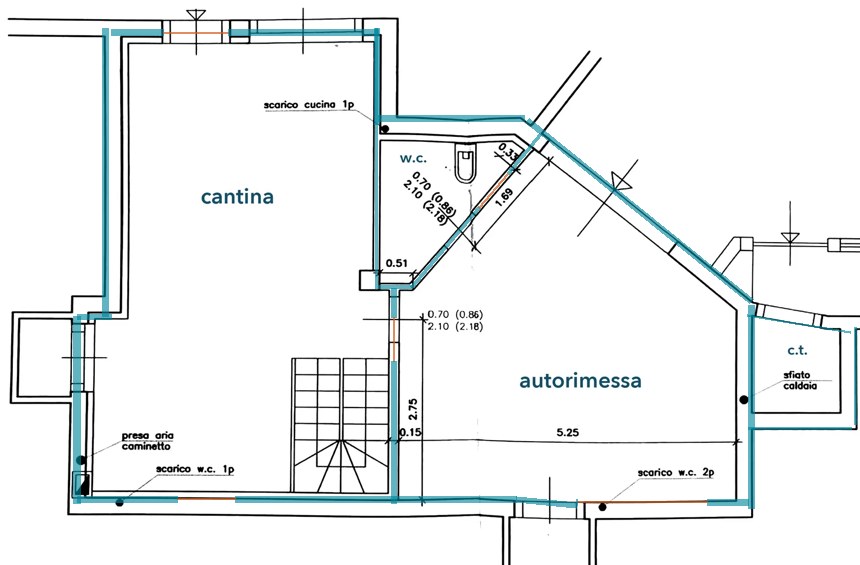 scarico cucina 1p
w.c.
0.33
0.70 (0.86)
2.10 (2.18)
1.69
cantina
0.51
0.70 (0.86)
2.10 (2.18)
c.t.
autorimessa
sfiato
caldaia
2.75
presa aria
caminetto
0.15
5.25
scarico w.c. 1p
scarico w.c. 2p